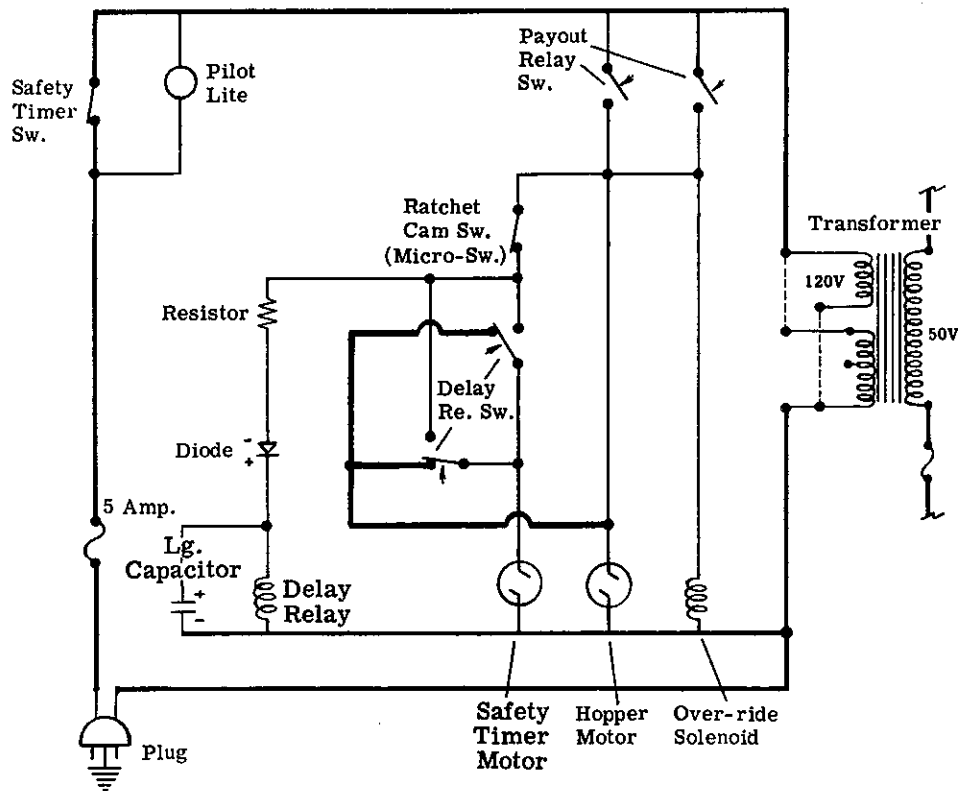 Safety
Timer
Sw.
Pilot
Lite
Payout
Relay
Sw.
Ratchet
Cam Sw.
(Micro-Sw.)
Transformer
120V
50V
Resistor
Delay
Re. Sw.
Diode
-
+
5 Amp.
Lg.
Capacitor
+
-
Delay
Relay
Safety
Timer
Motor
Hopper
Motor
Over-ride
Solenoid
Plug